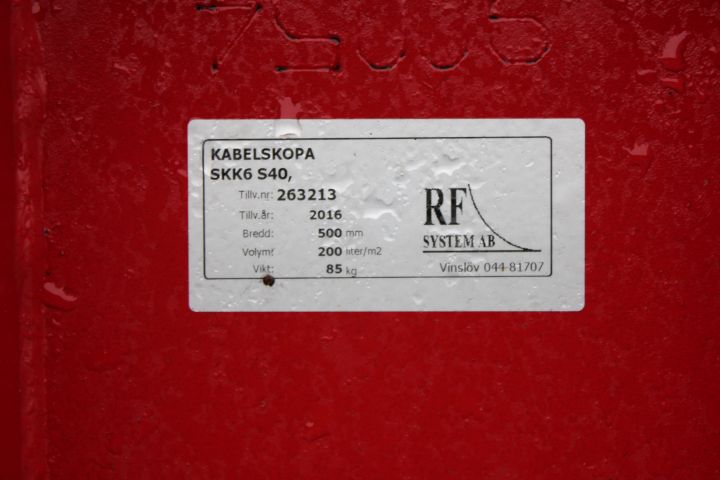 KABELSKOPA
SKK6 S40,
Tillv.nr: 263213
Tillv.år: 2016
Bredd: 500 mm
Volym: 200 liter/m2
Vikt: 85 kg
RF
SYSTEM AB
Vinslöv 044-81707